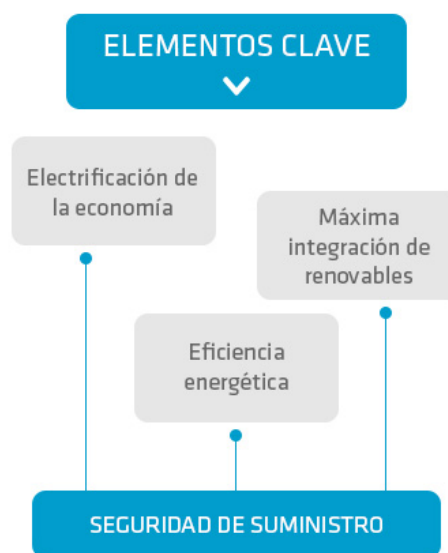 ELEMENTOS CLAVE
Electrificación de
la economía
Máxima
integración de
renovables
Eficiencia
energética
SEGURIDAD DE SUMINISTRO